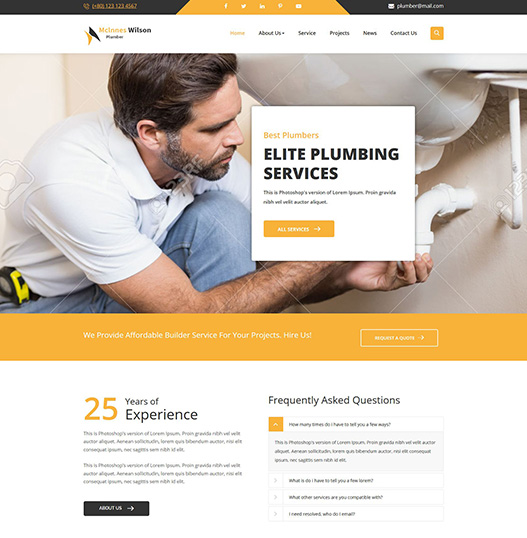 (+80) 123 123 4567
plumber@mail.com
McInnes Wilson
Plumber
Home
About Us
Service
Projects
News
Contact Us
Best Plumbers
ELITE PLUMBING
SERVICES
This is Photoshop's version of Lorem Ipsum. Proin gravida
nibh vel velit auctor aliquet.
ALL SERVICES
We Provide Affordable Builder Service For Your Projects. Hire Us!
REQUEST A QUOTE
25 Years of
Experience
This is Photoshop's version of Lorem Ipsum. Proin gravida nibh vel velit
auctor aliquet. Aenean sollicitudin, lorem quis bibendum auctor, nisi elit
consequat ipsum, nec sagittis sem nibh id elit.
This is Photoshop's version of Lorem Ipsum. Proin gravida nibh vel velit
auctor aliquet. Aenean sollicitudin, lorem quis bibendum auctor, nisi elit
consequat ipsum, nec sagittis sem nibh id elit.
ABOUT US
Frequently Asked Questions
How many times do i have to tell you a few ways?
This is Photoshop's version of Lorem Ipsum. Proin gravida nibh vel velit
auctor aliquet. Aenean sollicitudin, lorem quis bibendum auctor, nisi elit
consequat ipsum, nec sagittis sem nibh id elit.
What is do i have to tell you a few lorem?
What other services are you compatible with?
I need resolved, who do I email?